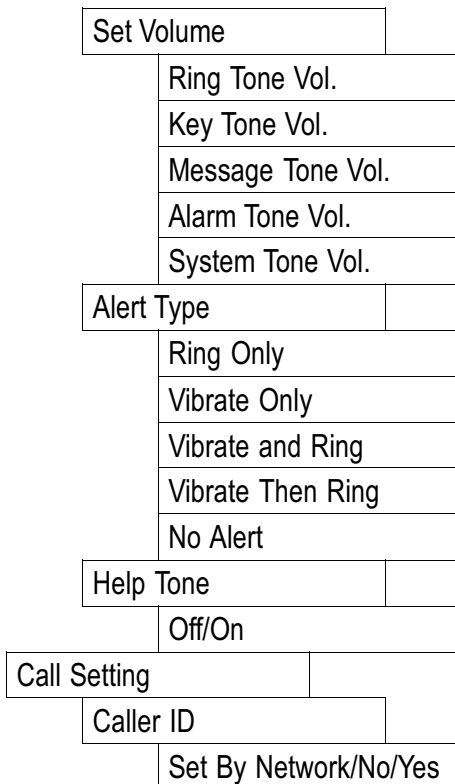 Set Volume
Ring Tone Vol.
Key Tone Vol.
Message Tone Vol.
Alarm Tone Vol.
System Tone Vol.
Alert Type
Ring Only
Vibrate Only
Vibrate and Ring
Vibrate Then Ring
No Alert
Help Tone
Off/On
Call Setting
Caller ID
Set By Network/No/Yes